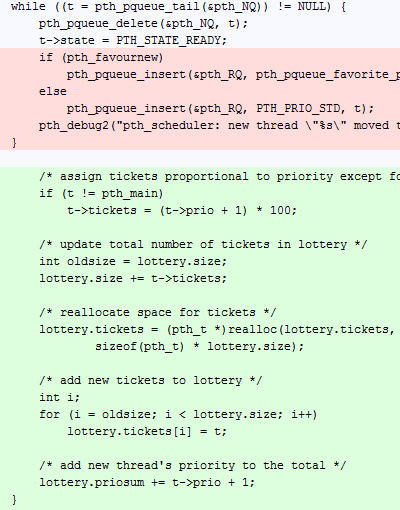 while ((t = pth_pqueue_tail(&pth_NQ)) != NULL) {
pth_pqueue_delete(&pth_NQ, t);
t->state = PTH_STATE_READY;
if (pth_favournew)
pth_pqueue_insert(&pth_RQ, pth_pqueue_favorite_p
else
pth_pqueue_insert(&pth_RQ, PTH_PRIO_STD, t);
pth_debug2("pth_scheduler: new thread \"%s\" moved t
}
/* assign tickets proportional to priority except fo
if (t != pth_main)
t->tickets = (t->prio + 1) * 100;
/* update total number of tickets in lottery */
int oldsize = lottery.size;
lottery.size += t->tickets;
/* reallocate space for tickets */
lottery.tickets = (pth_t *)realloc(lottery.tickets,
sizeof(pth_t) * lottery.size);
/* add new tickets to lottery */
int i;
for (i = oldsize; i < lottery.size; i++)
lottery.tickets[i] = t;
/* add new thread's priority to the total */
lottery.priosum += t->prio + 1;
}